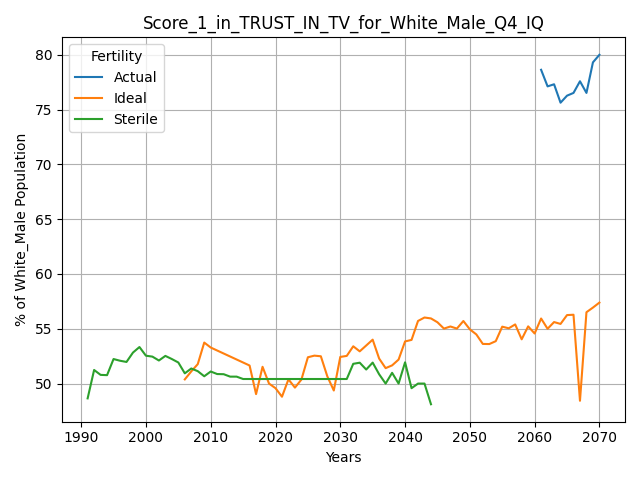 Score_1_in_TRUST_IN_TV_for_White_Male_Q4_IQ
Fertility
Actual
Ideal
Sterile
% of White_Male Population
80
75
70
65
60
55
50
1990
2000
2010
2020
2030
2040
2050
2060
2070
Years